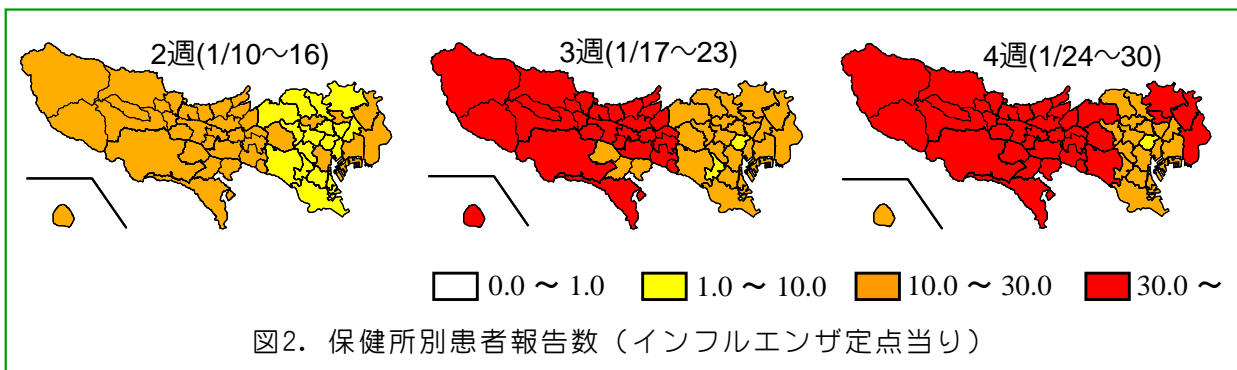 2週(1/10～16)
3週(1/17～23)
4週(1/24～30)
0.0 ～ 1.0
1.0 ～ 10.0
10.0 ～ 30.0
30.0 ～
図2. 保健所別患者報告数（インフルエンザ定点当り）